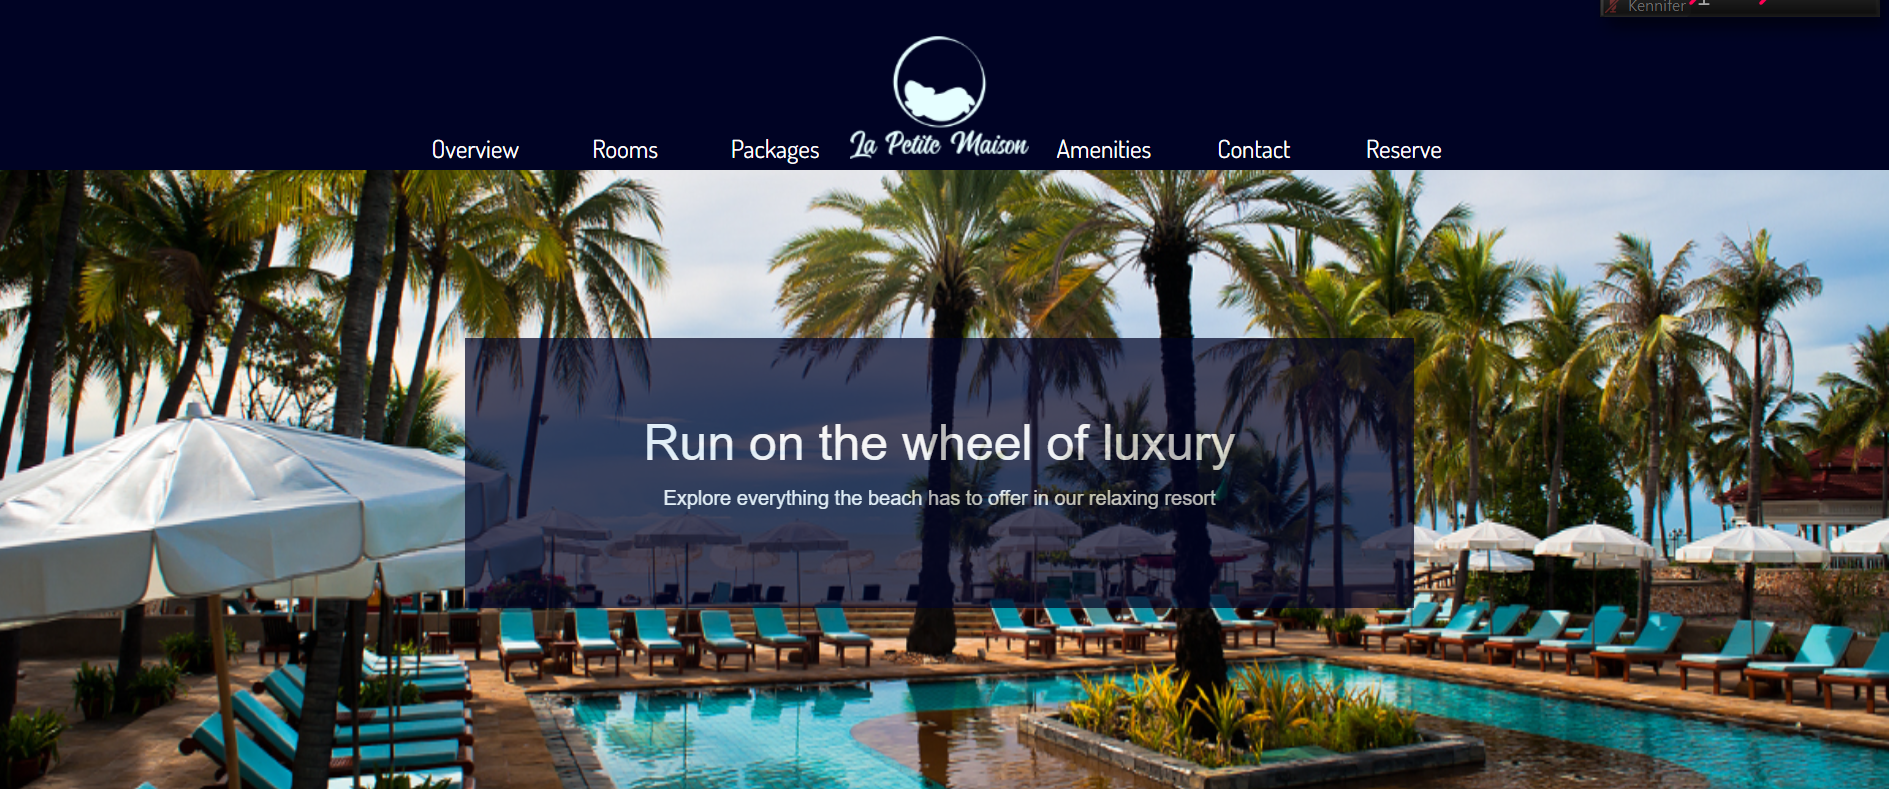 Kennifer
Overview
Rooms
Packages
La Petite Maison
Amenities
Contact
Reserve
Run on the wheel of luxury
Explore everything the beach has to offer in our relaxing resort